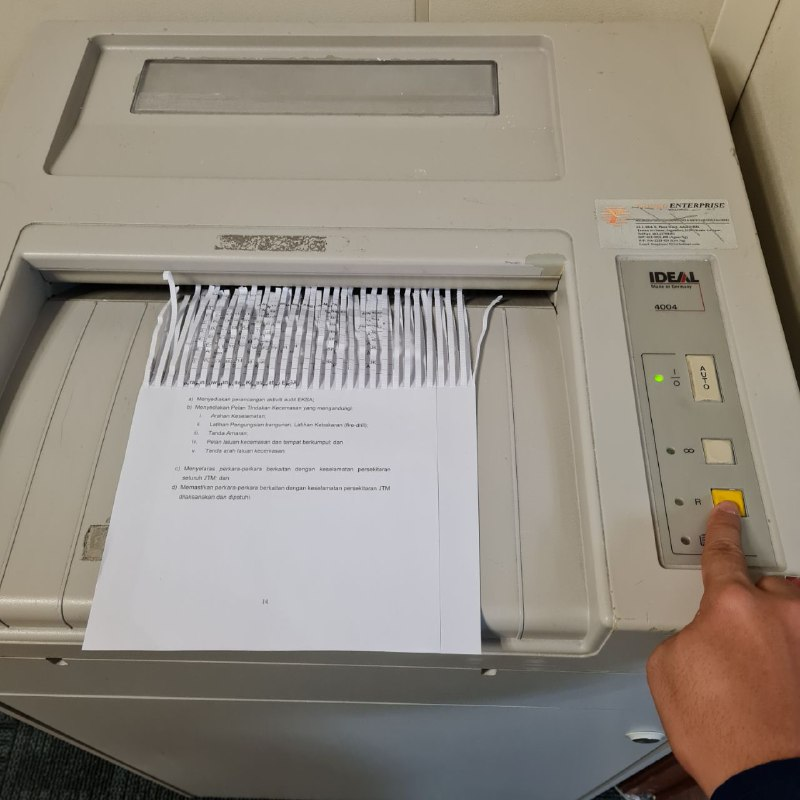 ENTERPRISE
IDEAL
Made in Germany
4004
I
O
AUTO
∞
R
a) Menyediakan perancangan aktiviti audit EKSA;
b) Menyediakan Pelan Tindakan Kecemasan yang mengandungi:
i. Arahan Keselamatan;
ii. Latihan Pengungsian bangunan, Latihan Kebakaran (fire-drill);
iii. Tanda Amaran;
iv. Pelan laluan kecemasan dan tempat berkumpul; dan
v. Tanda arah laluan kecemasan
c) Menyelaras perkara-perkara berkaitan dengan keselamatan persekitaran
seluruh JTM; dan
d) Memastikan perkara-perkara berkaitan dengan keselamatan persekitaran JTM
dilaksanakan dan dipatuhi.
14